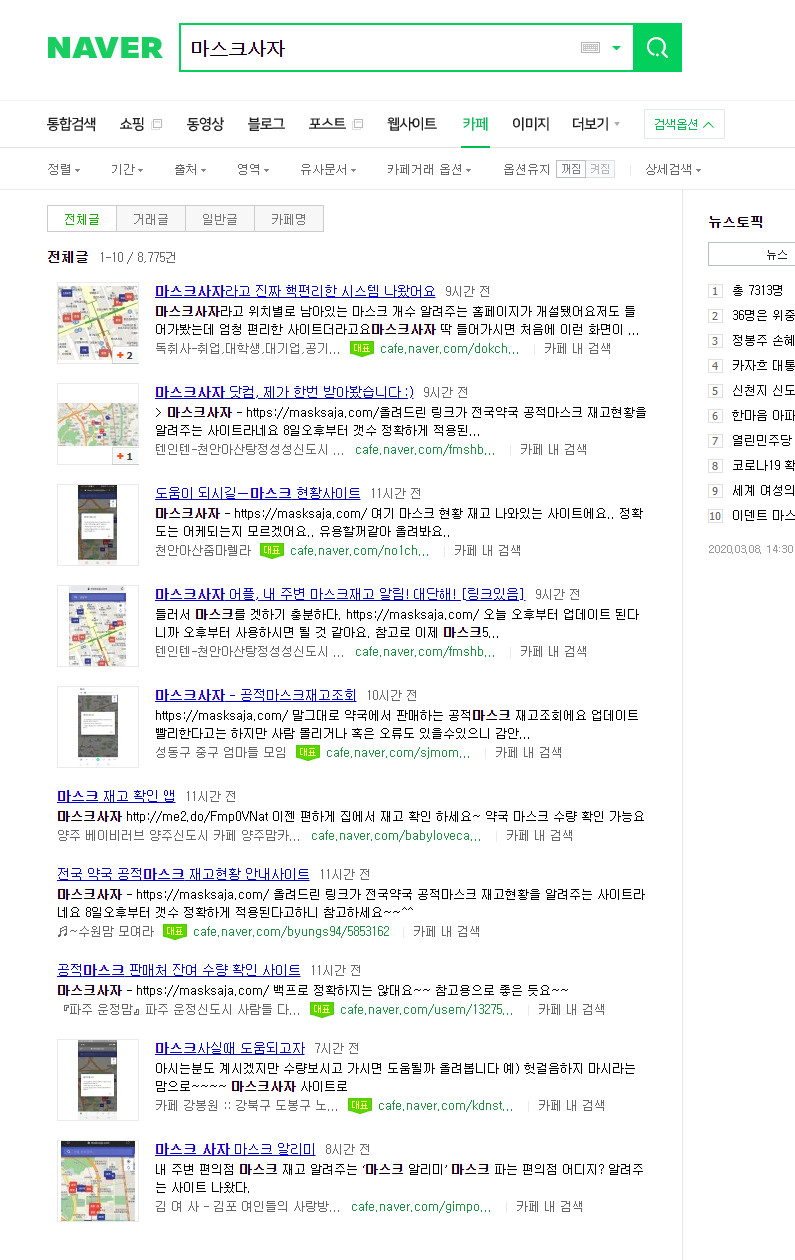 NAVER
마스크사자
통합검색 쇼핑 동영상 블로그 포스트 웹사이트 카페 이미지 더보기 검색옵션
정렬 기간 출처 영역 유사문서 카페거래 옵션 옵션유지 꺼짐 켜짐 상세검색
전체글 거래글 일반글 카페명
전체글 1-10 / 8,775건
마스크사자라고 진짜 핵편리한 시스템 나왔어요 9시간 전
마스크사자라고 위치별로 남아있는 마스크 개수 알려주는 홈페이지가 개설됐어요저도 들
어가봤는데 엄청 편리한 사이트더라고요마스크사자 딱 들어가시면 처음에 이런 화면이 ...
+ 2
독취사-취업,대학생,대기업,공기... 대표 cafe.naver.com/dokch... 카페 내 검색
마스크사자 닷컴, 제가 한번 받아봤습니다 :) 9시간 전
> 마스크사자 - https://masksaja.com/올려드린 링크가 전국약국 공적마스크 재고현황을
알려주는 사이트라네요 8일오후부터 갯수 정확하게 적용된...
+ 1
텐인텐-천안아산탕정성성신도시 ... cafe.naver.com/fmshb... 카페 내 검색
도움이 되시길-마스크 현황사이트 11시간 전
마스크사자 - https://masksaja.com/ 여기 마스크 현황 재고 나와있는 사이트에요.. 정확
도는 어케되는지 모르겠어요.. 유용할꺼같아 올려봐요..
천안아산줌마렐라 대표 cafe.naver.com/no1ch... 카페 내 검색
마스크사자 어플, 내 주변 마스크재고 알림! 대단해! [링크있음] 9시간 전
들러서 마스크를 겟하기 충분하다. https://masksaja.com/ 오늘 오후부터 업데이트 된다
니까 오후부터 사용하시면 될 것 같아요. 참고로 이제 마스크5...
텐인텐-천안아산탕정성성신도시 ... cafe.naver.com/fmshb... 카페 내 검색
마스크사자 - 공적마스크재고조회 10시간 전
https://masksaja.com/ 말그대로 약국에서 판매하는 공적마스크 재고조회에요 업데이트
빨리한다고는 하지만 사람 몰리거나 혹은 오류도 있을수있으니 감안...
성동구 중구 엄마들 모임 대표 cafe.naver.com/sjmom... 카페 내 검색
마스크 재고 확인 앱 11시간 전
마스크사자 http://me2.do/Fmp0VNat 이젠 편하게 집에서 재고 확인 하세요~ 약국 마스크 수량 확인 가능요
양주 베이비러브 양주신도시 카페 양주맘카... cafe.naver.com/babyloveca... 카페 내 검색
전국 약국 공적마스크 재고현황 안내사이트 11시간 전
마스크사자 - https://masksaja.com/ 올려드린 링크가 전국약국 공적마스크 재고현황을 알려주는 사이트라
네요 8일오후부터 갯수 정확하게 적용된다고하니 참고하세요~~^^
♬~수원맘 모여라 대표 cafe.naver.com/byungs94/5853162 카페 내 검색
공적마스크 판매처 잔여 수량 확인 사이트 11시간 전
마스크사자 - https://masksaja.com/ 백프로 정확하지는 않대요~~ 참고용으로 좋은 듯요~~
『파주 운정맘』파주 운정신도시 사람들 다... 대표 cafe.naver.com/usem/13275... 카페 내 검색
마스크사실때 도움되고자 7시간 전
아시는분도 계시겠지만 수량보시고 가시면 도움될까 올려봅니다 예) 헛걸음하지 마시라는
맘으로~~~~ 마스크사자 사이트로
카페 강봉원 :: 강북구 도봉구 노... 대표 cafe.naver.com/kdnst... 카페 내 검색
마스크 사자 마스크 알리미 8시간 전
내 주변 편의점 마스크 재고 알려주는 '마스크 알리미' 마스크 파는 편의점 어디지? 알려주
는 사이트 나왔다.
김 여 사 - 김포 여인들의 사랑방... cafe.naver.com/gimpo... 카페 내 검색
뉴스토픽
뉴스
1 총 7313명
2 36명은 위중
3 정봉주 손혜
4 카자흐 대통
5 신천지 신도
6 한마음 아파
7 열린민주당
8 코로나19 확
9 세계 여성의
10 이덴트 마스
2020.03.08. 14:30